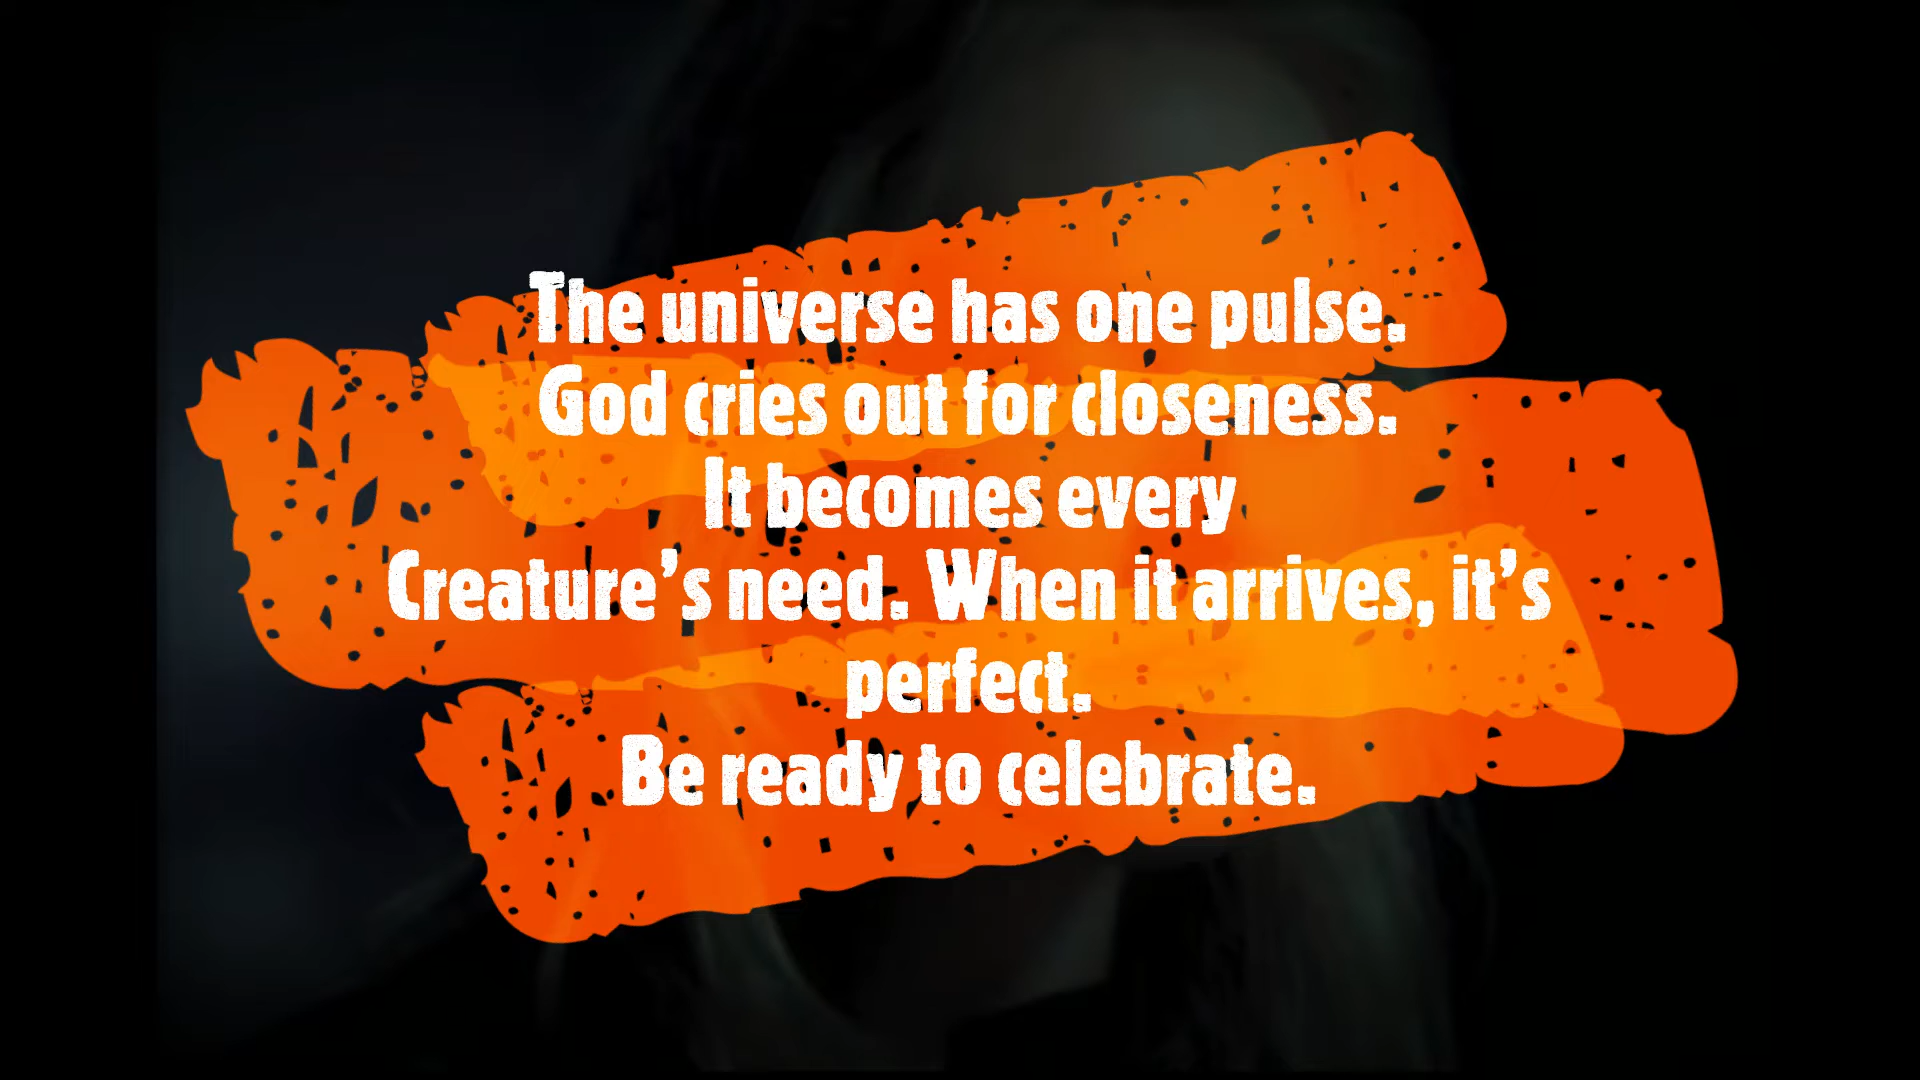 The universe has one pulse.
God cries out for closeness.
It becomes every
Creature’s need. When it arrives, it’s
perfect.
Be ready to celebrate.